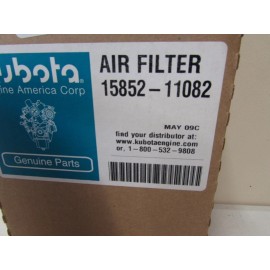 ubota
ine America Corp
Genuine Parts
AIR FILTER
15852-11082
MAY 09C
find your distributor at:
www.kubotaengine.com
or, 1-800-532-9808